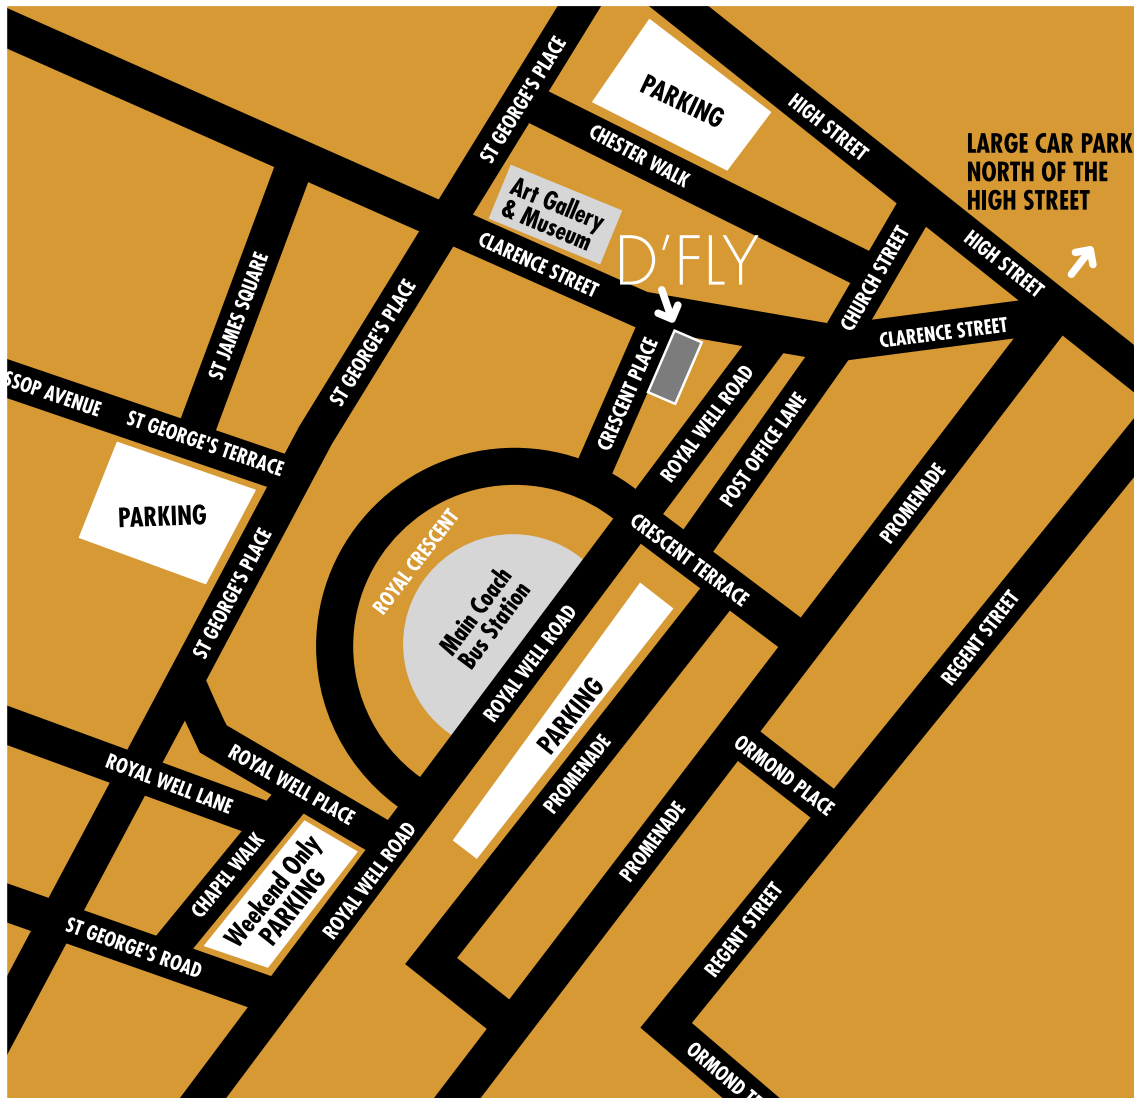 ST GEORGE'S PLACE
PARKING
HIGH STREET
CHESTER WALK
LARGE CAR PARK
NORTH OF THE
HIGH STREET
Art Gallery
& Museum
D'FLY
CLARENCE STREET
CHURCH STREET
HIGH STREET
ST JAMES SQUARE
ST GEORGE'S PLACE
CLARENCE STREET
CRESCENT PLACE
ROYAL WELL ROAD
POST OFFICE LANE
SSOP AVENUE
ST GEORGE'S TERRACE
PARKING
PROMENADE
ROYAL CRESCENT
CRESCENT TERRACE
ST GEORGE'S PLACE
Main Coach
Bus Station
ROYAL WELL ROAD
REGENT STREET
PARKING
PROMENADE
ORMOND PLACE
ROYAL WELL LANE
ROYAL WELL PLACE
PROMENADE
CHAPEL WALK
Weekend Only
PARKING
ROYAL WELL ROAD
REGENT STREET
ST GEORGE'S ROAD
ORMOND